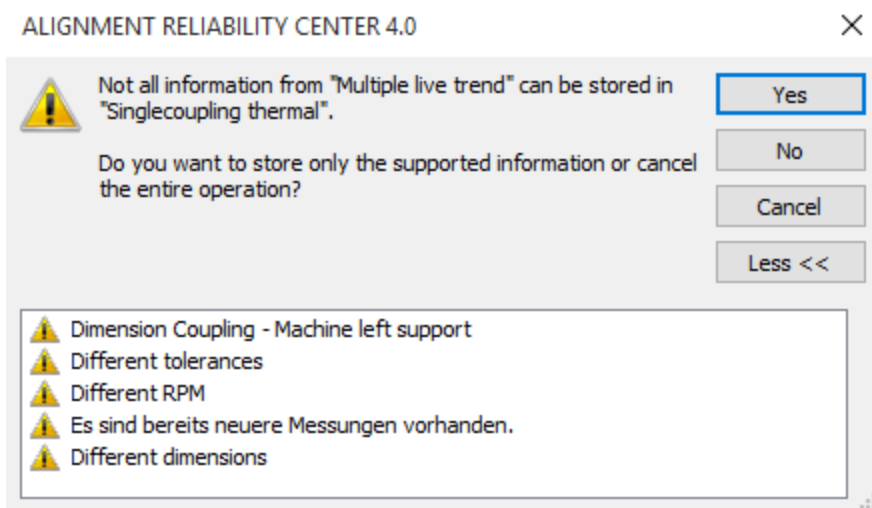 ALIGNMENT RELIABILITY CENTER 4.0
Not all information from "Multiple live trend" can be stored in
"Singlecoupling thermal".
Do you want to store only the supported information or cancel
the entire operation?
Yes
No
Cancel
Less <<
Dimension Coupling - Machine left support
Different tolerances
Different RPM
Es sind bereits neuere Messungen vorhanden.
Different dimensions